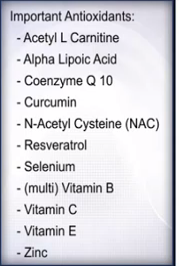 Important Antioxidants:
- Acetyl L Carnitine
- Alpha Lipoic Acid
- Coenzyme Q 10
- Curcumin
- N-Acetyl Cysteine (NAC)
- Resveratrol
- Selenium
- (multi) Vitamin B
- Vitamin C
- Vitamin E
- Zinc